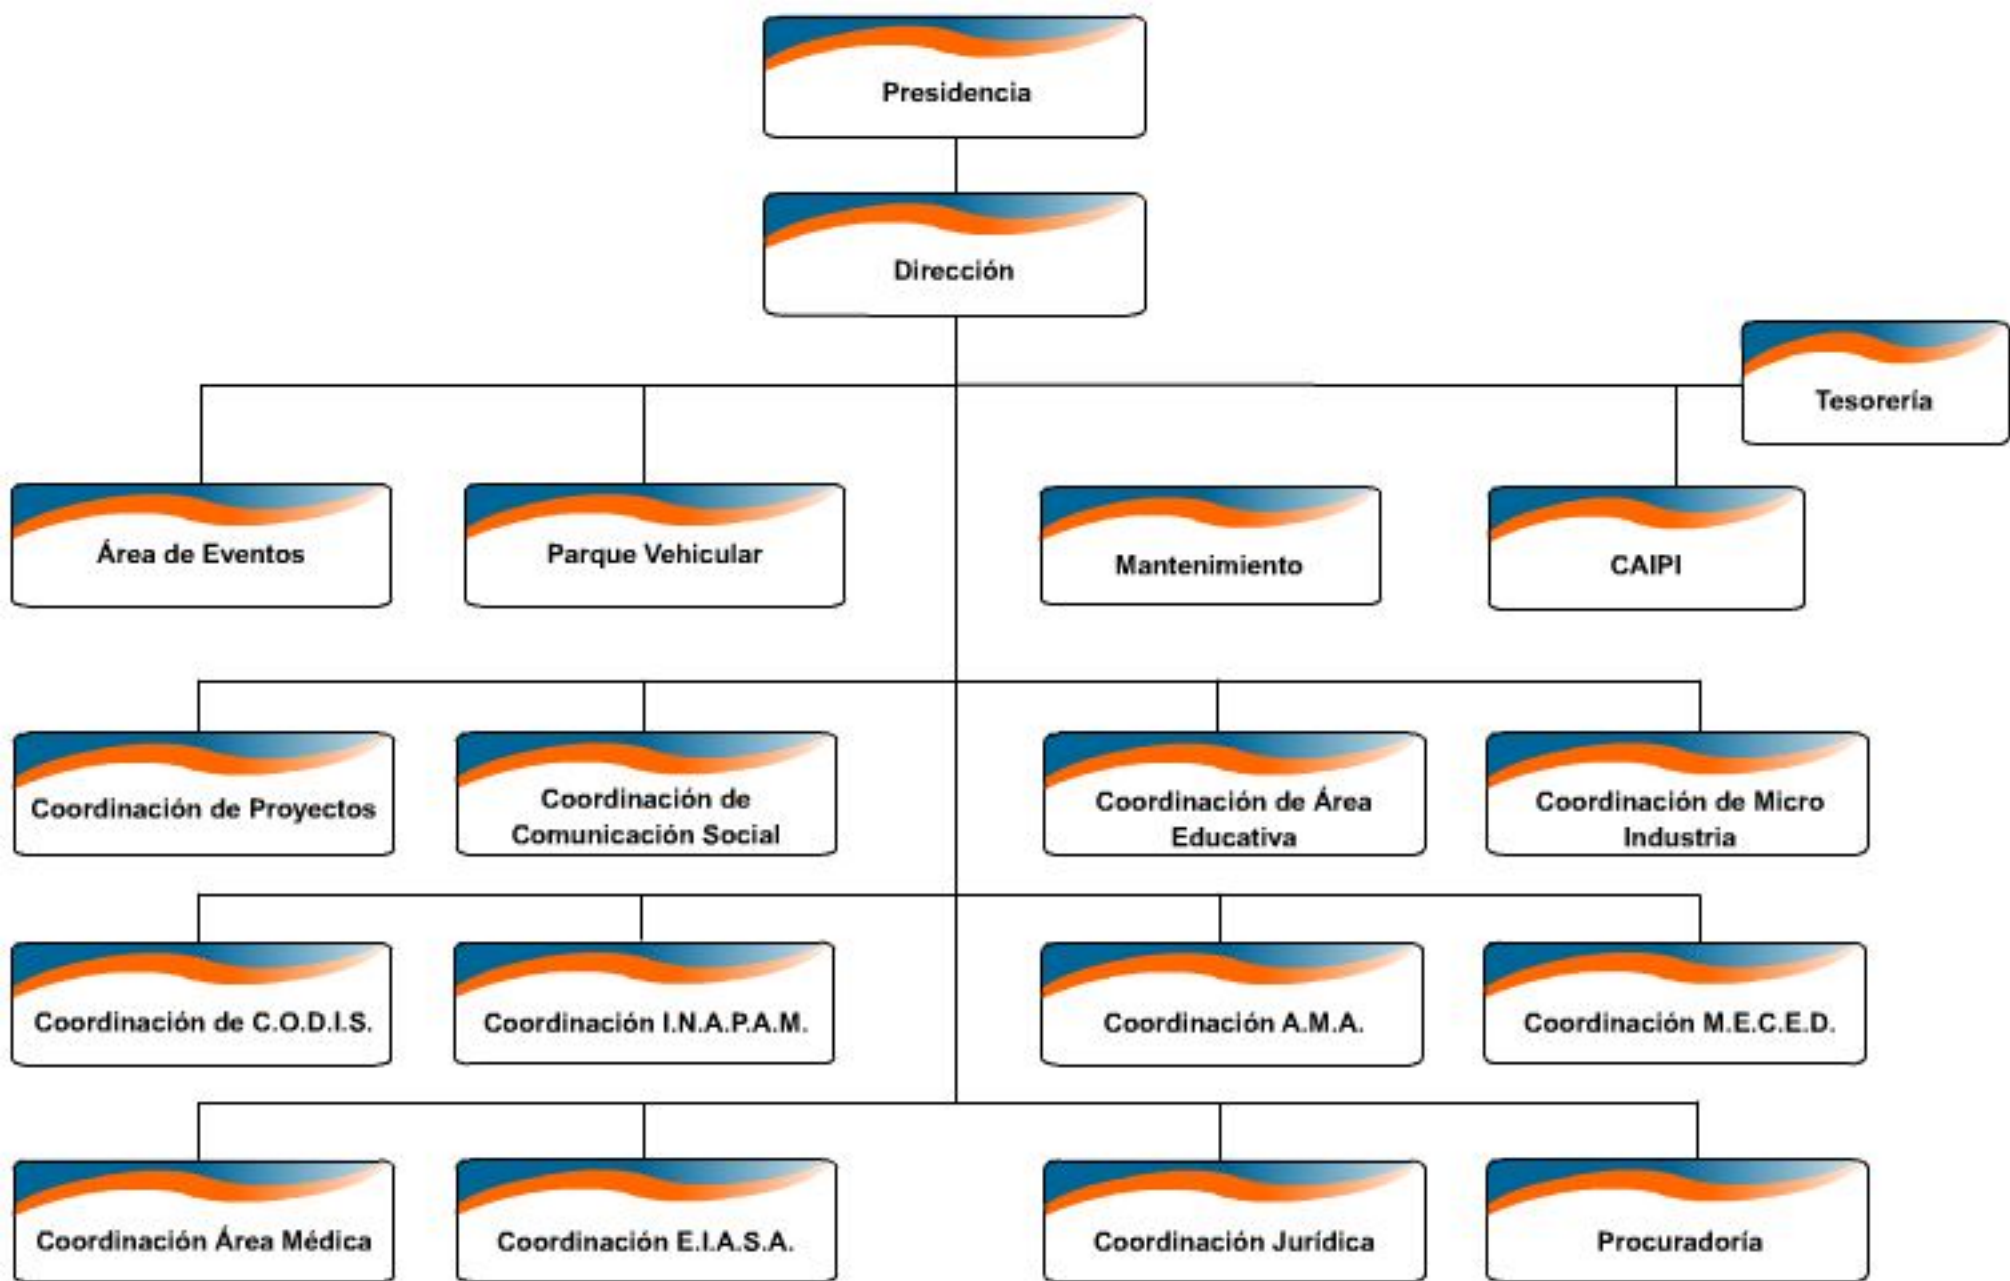 Presidencia
Dirección
Tesorería
Área de Eventos
Parque Vehicular
Mantenimiento
CAIPI
Coordinación de Proyectos
Coordinación de
Comunicación Social
Coordinación de Área
Educativa
Coordinación de Micro
Industria
Coordinación de C.O.D.I.S.
Coordinación I.N.A.P.A.M.
Coordinación A.M.A.
Coordinación M.E.C.E.D.
Coordinación Área Médica
Coordinación E.I.A.S.A.
Coordinación Jurídica
Procuradoría